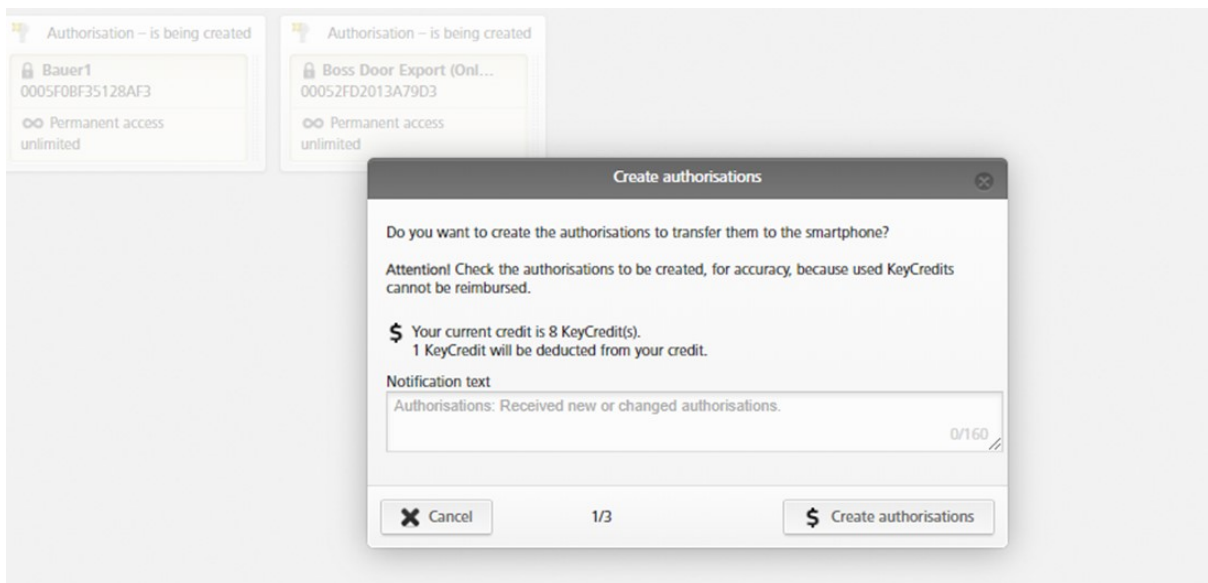 Authorisation – is being created
Authorisation – is being created
Bauer1
0005F0BF35128AF3
Permanent access
unlimited
Boss Door Export (Onl...
00052FD2013A79D3
Permanent access
unlimited
Create authorisations
Do you want to create the authorisations to transfer them to the smartphone?
Attention! Check the authorisations to be created, for accuracy, because used KeyCredits
cannot be reimbursed.
$ Your current credit is 8 KeyCredit(s).
1 KeyCredit will be deducted from your credit.
Notification text
Authorisations: Received new or changed authorisations.
0/160
Cancel
1/3
$ Create authorisations